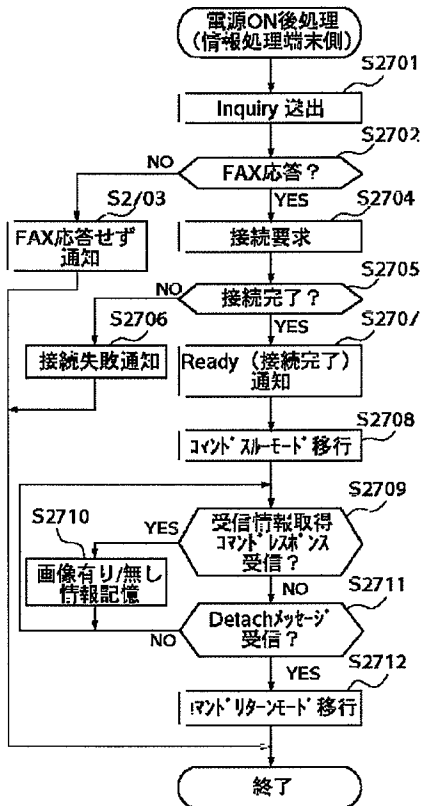 電源ON後処理
(情報処理端末側)
S2701
Inquiry 送出
S2702
FAX応答?
NO
YES
S2703
FAX応答せず
通知
S2704
接続要求
S2705
接続完了?
NO
YES
S2706
接続失敗通知
S2707
Ready (接続完了)
通知
S2708
コマンドスルーモード移行
S2709
受信情報取得
コマンドレスポンス
受信?
YES
NO
S2710
画像有り/無し
情報記憶
S2711
Detachメッセージ
受信?
NO
YES
S2712
コマンドリターンモード移行
終了